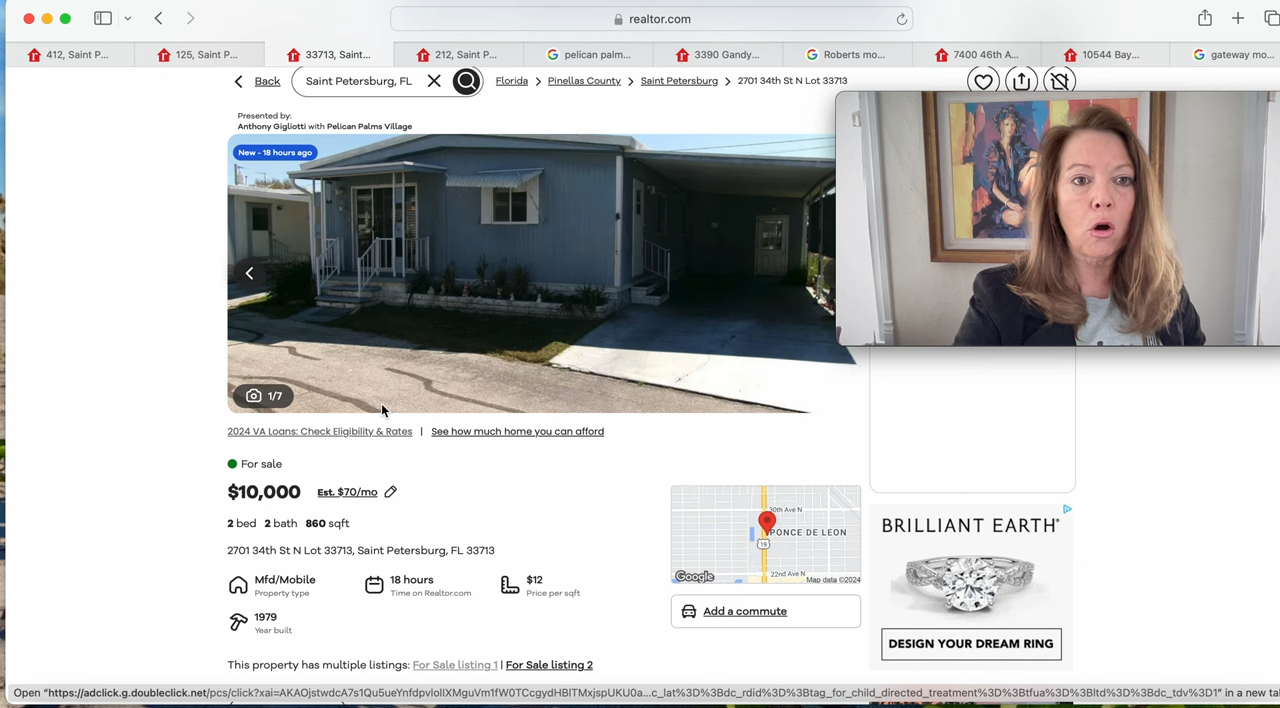 realtor.com
412, Saint P...
125, Saint P...
33713, Saint...
212, Saint P...
pelican palm...
3390 Gandy...
Roberts mo...
7400 46th A...
10544 Bay...
gateway mo...
Back
Saint Petersburg, FL
Florida > Pinellas County > Saint Petersburg > 2701 34th St N Lot 33713
Presented by:
Anthony Gigliotti with Pelican Palms Village
New - 18 hours ago
1/7
2024 VA Loans: Check Eligibility & Rates | See how much home you can afford
For sale
$10,000 Est. $70/mo
2 bed 2 bath 860 sqft
2701 34th St N Lot 33713, Saint Petersburg, FL 33713
Mfd/Mobile
Property type
18 hours
Time on Realtor.com
$12
Price per sqft
1979
Year built
This property has multiple listings: For Sale listing 1 | For Sale listing 2
30th Ave N
PONCE DE LEON
19
22nd Ave N
Google
Map data ©2024
Add a commute
BRILLIANT EARTH®
DESIGN YOUR DREAM RING